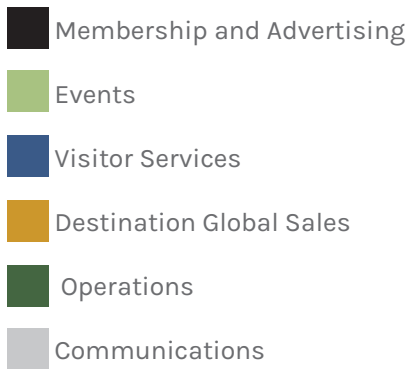 Membership and Advertising
Events
Visitor Services
Destination Global Sales
Operations
Communications